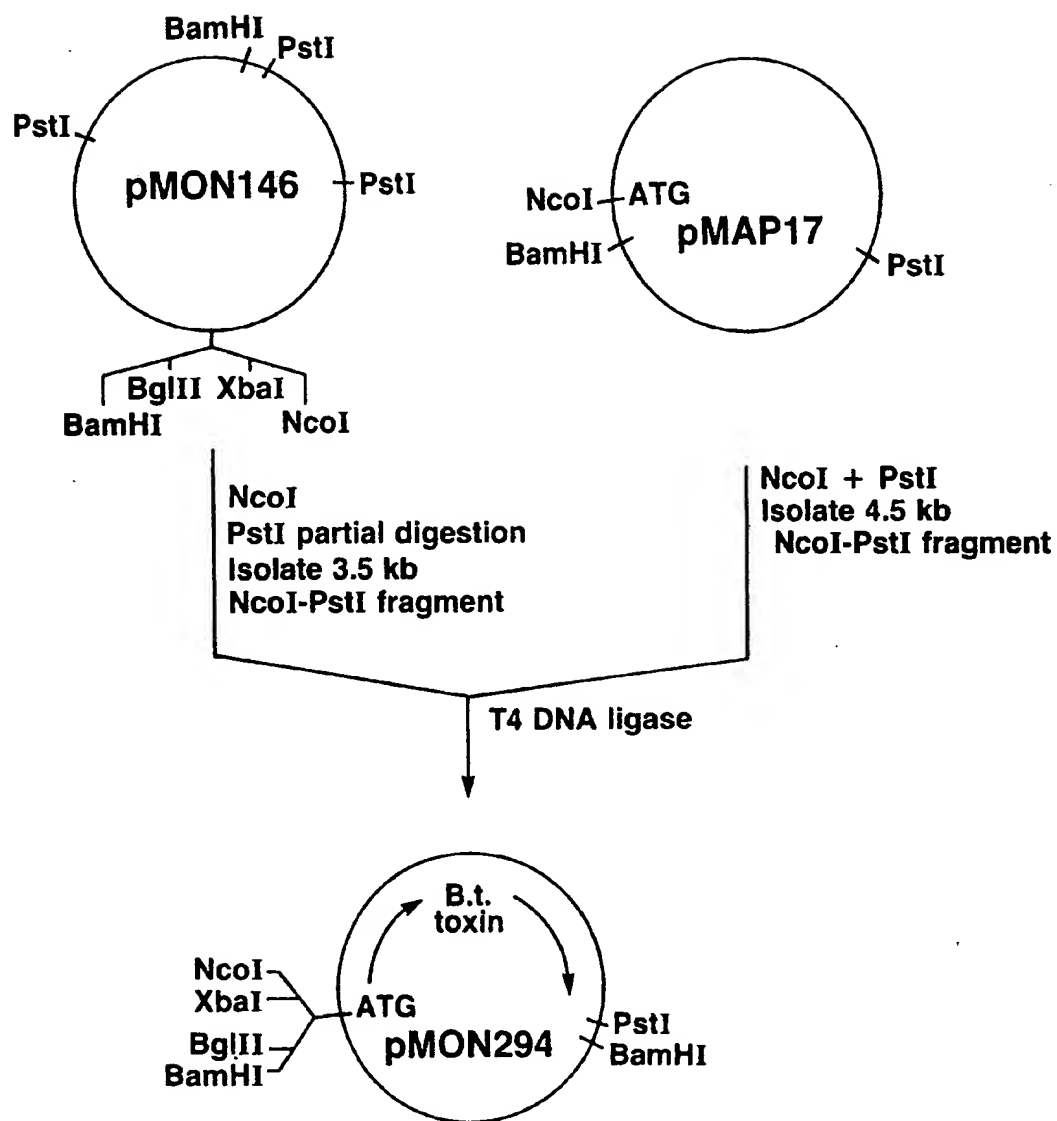 BamHI
PstI
PstI
pMON146
PstI
BglII XbaI
BamHI
NcoI
NcoI
ATG
pMAP17
BamHI
PstI
NcoI
PstI partial digestion
Isolate 3.5 kb
NcoI-PstI fragment
NcoI + PstI
Isolate 4.5 kb
NcoI-PstI fragment
T4 DNA ligase
B.t.
toxin
NcoI
XbaI
ATG
BglII
BamHI
pMON294
PstI
BamHI